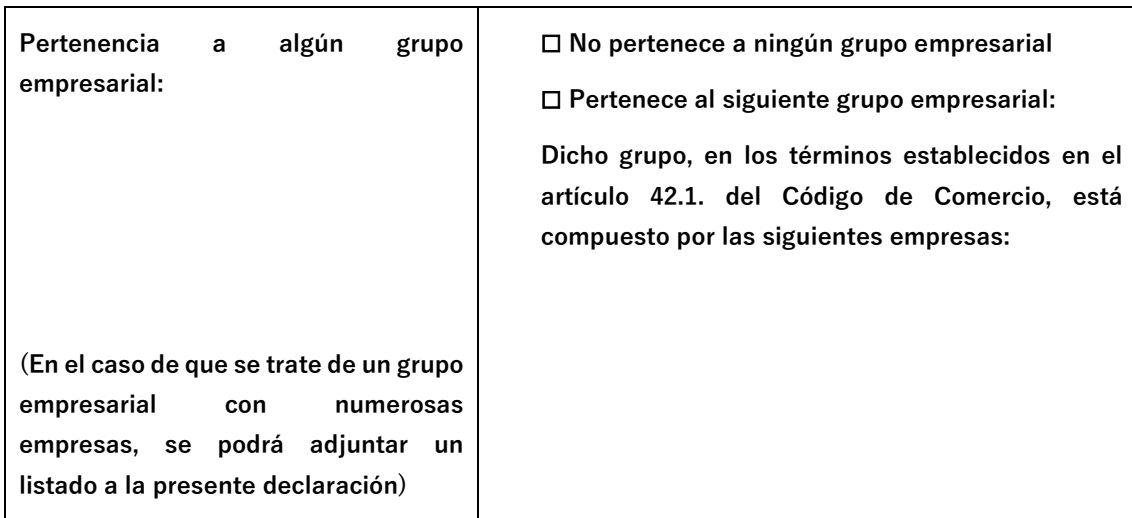 Pertenencia a algún grupo
empresarial:
(En el caso de que se trate de un grupo
empresarial con numerosas
empresas, se podrá adjuntar un
listado a la presente declaración)
☐ No pertenece a ningún grupo empresarial
☐ Pertenece al siguiente grupo empresarial:
Dicho grupo, en los términos establecidos en el
artículo 42.1. del Código de Comercio, está
compuesto por las siguientes empresas: